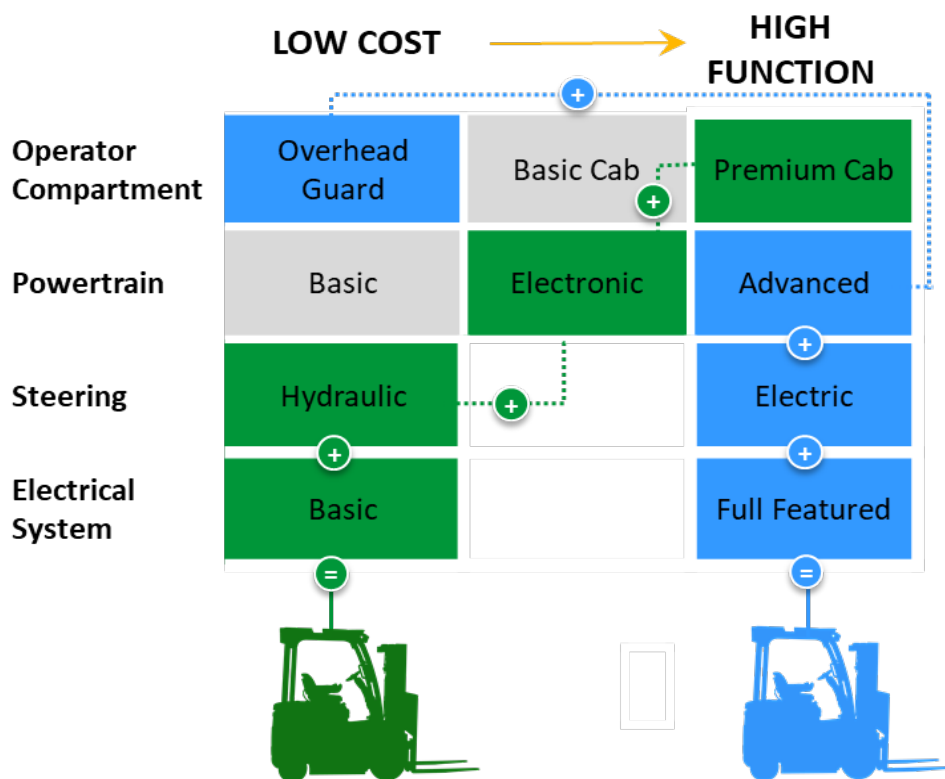 LOW COST
HIGH
FUNCTION
+
Operator
Compartment
Overhead
Guard
Basic Cab
Premium Cab
+
Powertrain
Basic
Electronic
Advanced
+
Steering
Hydraulic
+
Electric
+
+
Electrical
System
Basic
Full Featured
=
=